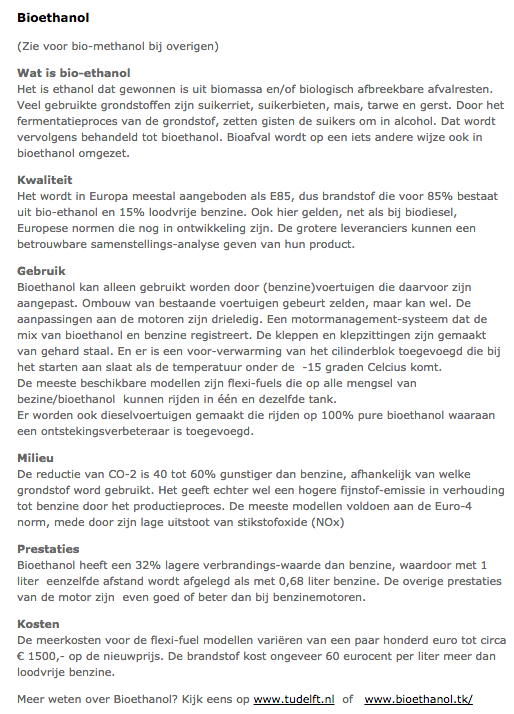 Bioethanol
(Zie voor bio-methanol bij overigen)
Wat is bio-ethanol
Het is ethanol dat gewonnen is uit biomassa en/of biologisch afbreekbare afvalresten.
Veel gebruikte grondstoffen zijn suikerriet, suikerbieten, mais, tarwe en gerst. Door het
fermentatieproces van de grondstof, zetten gisten de suikers om in alcohol. Dat wordt
vervolgens behandeld tot bioethanol. Bioafval wordt op een iets andere wijze ook in
bioethanol omgezet.
Kwaliteit
Het wordt in Europa meestal aangeboden als E85, dus brandstof die voor 85% bestaat
uit bio-ethanol en 15% loodvrije benzine. Ook hier gelden, net als bij biodiesel,
Europese normen die nog in ontwikkeling zijn. De grotere leveranciers kunnen een
betrouwbare samenstellings-analyse geven van hun product.
Gebruik
Bioethanol kan alleen gebruikt worden door (benzine)voertuigen die daarvoor zijn
aangepast. Ombouw van bestaande voertuigen gebeurt zelden, maar kan wel. De
aanpassingen aan de motoren zijn drieledig. Een motormanagement-systeem dat de
mix van bioethanol en benzine registreert. De kleppen en klepzittingen zijn gemaakt
van gehard staal. En er is een voor-verwarming van het cilinderblok toegevoegd die bij
het starten aan slaat als de temperatuur onder de  -15 graden Celcius komt.
De meeste beschikbare modellen zijn flexi-fuels die op alle mengsel van
bezine/bioethanol  kunnen rijden in één en dezelfde tank.
Er worden ook dieselvoertuigen gemaakt die rijden op 100% pure bioethanol waaraan
een ontstekingsverbeteraar is toegevoegd.
Milieu
De reductie van CO-2 is 40 tot 60% gunstiger dan benzine, afhankelijk van welke
grondstof word gebruikt. Het geeft echter wel een hogere fijnstof-emissie in verhouding
tot benzine door het productieproces. De meeste modellen voldoen aan de Euro-4
norm, mede door zijn lage uitstoot van stikstofoxide (NOx)
Prestaties
Bioethanol heeft een 32% lagere verbrandings-waarde dan benzine, waardoor met 1
liter  eenzelfde afstand wordt afgelegd als met 0,68 liter benzine. De overige prestaties
van de motor zijn  even goed of beter dan bij benzinemotoren.
Kosten
De meerkosten voor de flexi-fuel modellen variëren van een paar honderd euro tot circa
€ 1500,- op de nieuwprijs. De brandstof kost ongeveer 60 eurocent per liter meer dan
loodvrije benzine.
Meer weten over Bioethanol? Kijk eens op www.tudelft.nl  of   www.bioethanol.tk/